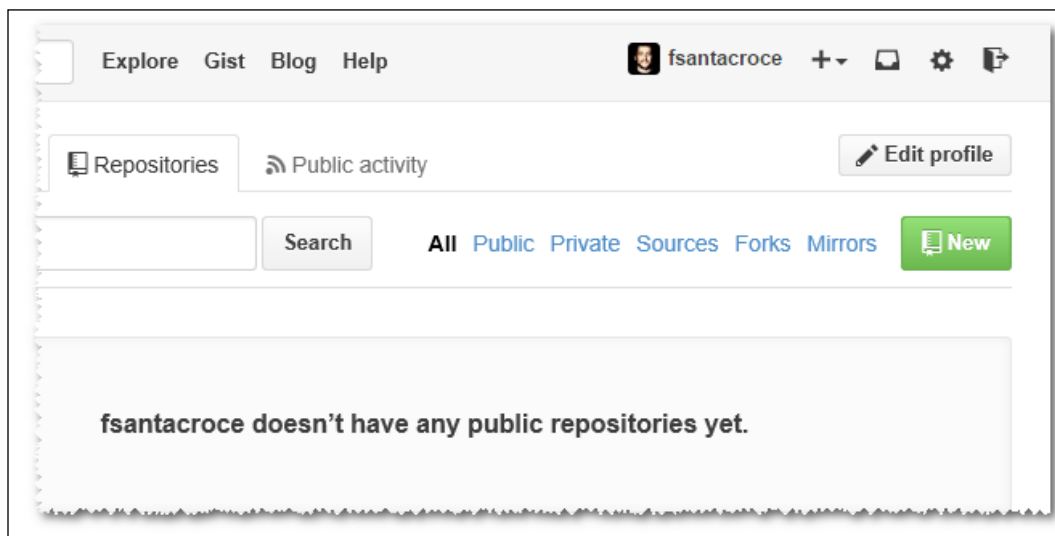 Explore Gist Blog Help fsantacroce
Repositories Public activity Edit profile
Search All Public Private Sources Forks Mirrors New
fsantacroce doesn’t have any public repositories yet.